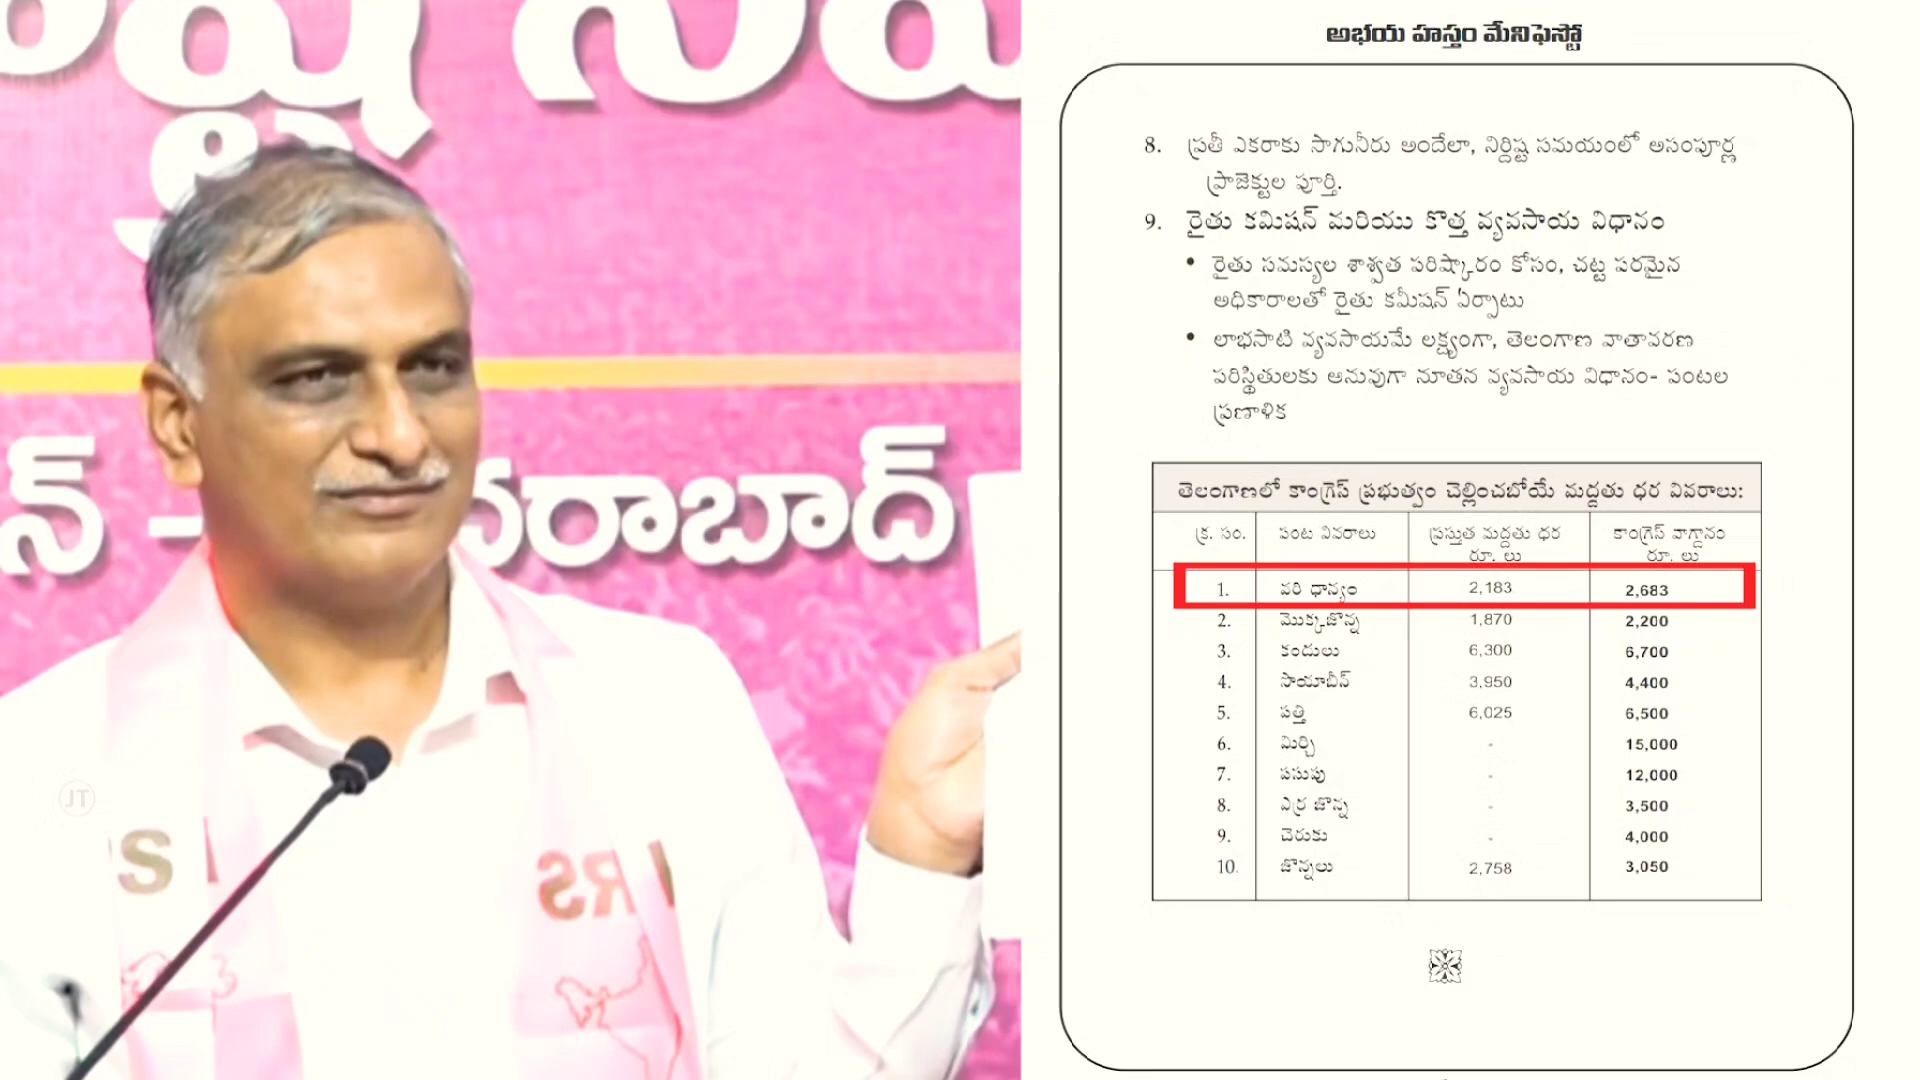 న్ -
వరాబాద్
JT
RS
అభయ హస్తం మేనిఫెస్టో
8. ప్రతీ ఎకరాకు సాగునీరు అందేలా, నిర్దిష్ట సమయంలో అసంపూర్ణ
ప్రాజెక్టుల పూర్తి.
9. రైతు కమిషన్ మరియు కొత్త వ్యవసాయ విధానం
• రైతు సమస్యల శాశ్వత పరిష్కారం కోసం, చట్ట పరమైన
అధికారాలతో రైతు కమీషన్ ఏర్పాటు
• లాభసాటి వ్యవసాయమే లక్ష్యంగా, తెలంగాణ వాతావరణ
పరిస్థితులకు అనువుగా నూతన వ్యవసాయ విధానం- పంటల
ప్రణాళిక
తెలంగాణలో కాంగ్రెస్ ప్రభుత్వం చెల్లించబోయే మద్దతు ధర వివరాలు:
క్ర. సం. పంట వివరాలు ప్రస్తుత మద్దతు ధర కాంగ్రెస్ వాగ్దానం
రూ. లు రూ. లు
1. వరి ధాన్యం 2,183 2,683
2. మొక్కజొన్న 1,870 2,200
3. కందులు 6,300 6,700
4. సోయాబీన్ 3,950 4,400
5. పత్తి 6,025 6,500
6. మిర్చి - 15,000
7. పసుపు - 12,000
8. ఎర్ర జొన్న - 3,500
9. చెరుకు - 4,000
10. జొన్నలు 2,758 3,050